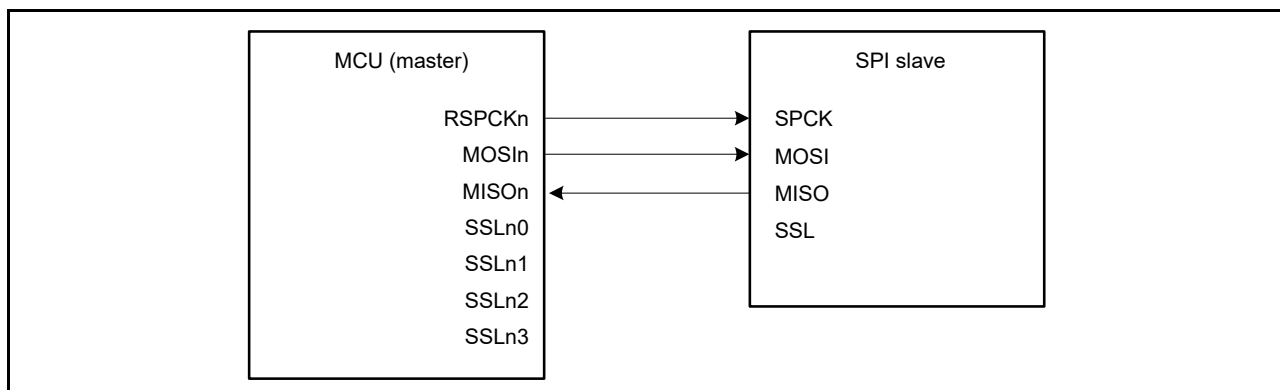 MCU (master)
RSPCKn
MOSIn
MISOn
SSLn0
SSLn1
SSLn2
SSLn3
SPI slave
SPCK
MOSI
MISO
SSL